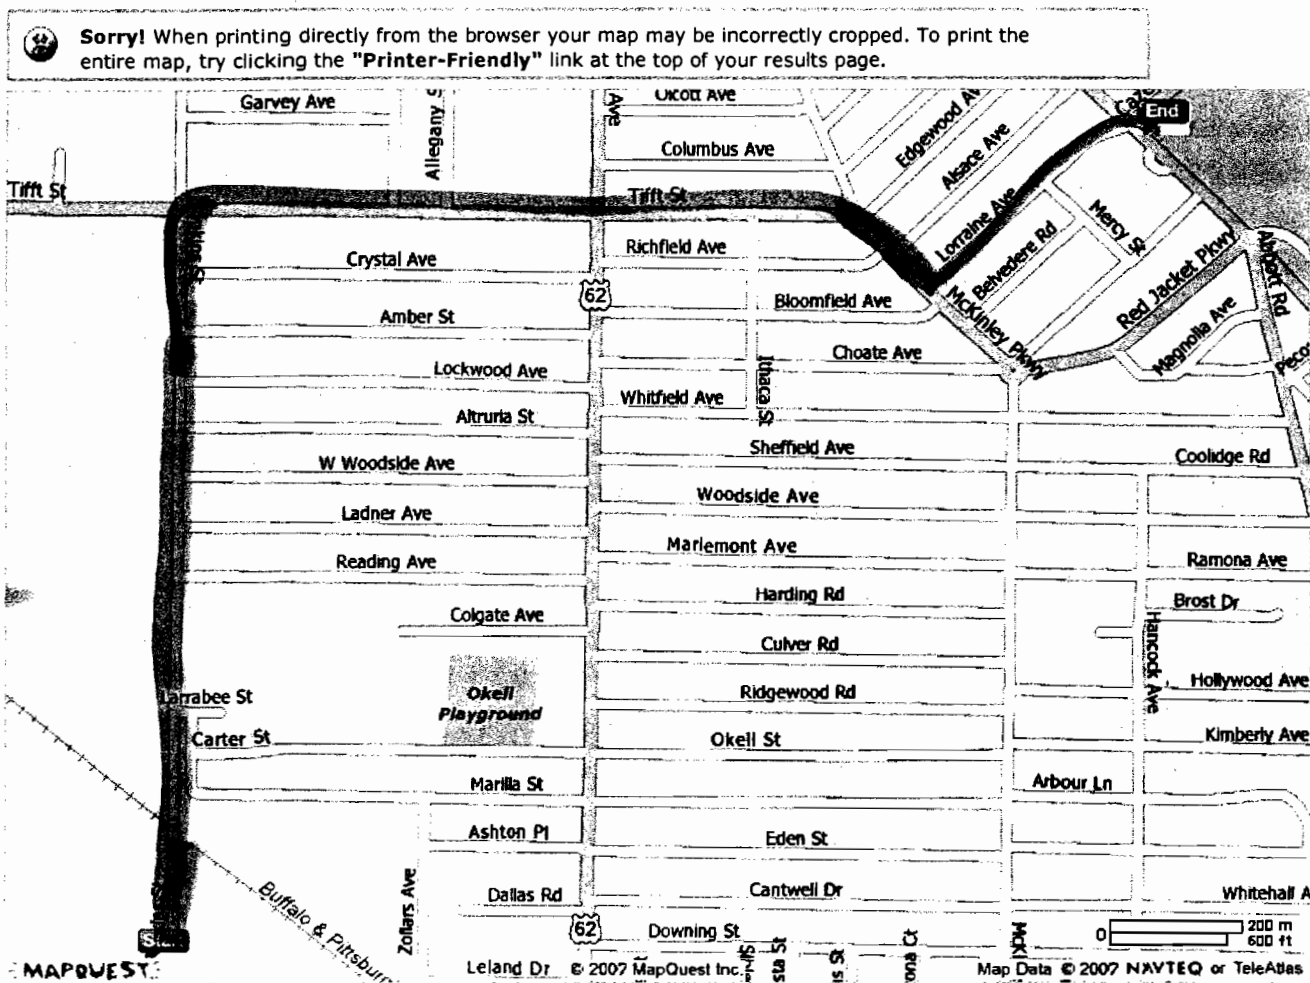 Sorry! When printing directly from the browser your map may be incorrectly cropped. To print the
entire map, try clicking the "Printer-Friendly" link at the top of your results page.
Garvey Ave
Allegany S
Ave
Olcott Ave
Columbus Ave
Edgewood Av
Alsace Ave
End
Tifft St
Tifft St
Lorraine Ave
Mercy St
Richfield Ave
Belvedere Rd
Red Jacket Pkwy
Abbott Rd
Crystal Ave
62
Bloomfield Ave
McKinley Pkwy
Magnolia Ave
Amber St
Choate Ave
Lockwood Ave
Ithaca St
Whitfield Ave
Altruria St
Sheffield Ave
Coolidge Rd
W Woodside Ave
Woodside Ave
Ladner Ave
Marlemont Ave
Reading Ave
Ramona Ave
Harding Rd
Brost Dr
Colgate Ave
Culver Rd
Hancock Ave
Larrabee St
Okell
Playground
Ridgewood Rd
Hollywood Ave
Carter St
Okell St
Kimberly Ave
Marilla St
Arbour Ln
Ashton Pl
Eden St
Buffalo & Pittsburg
Zollars Ave
Dallas Rd
Cantwell Dr
Whitehall A
62
Downing St
McKi
0
200 m
600 ft
MAPQUEST
Leland Dr
© 2007 MapQuest Inc.
Map Data © 2007 NAVTEQ or TeleAtlas